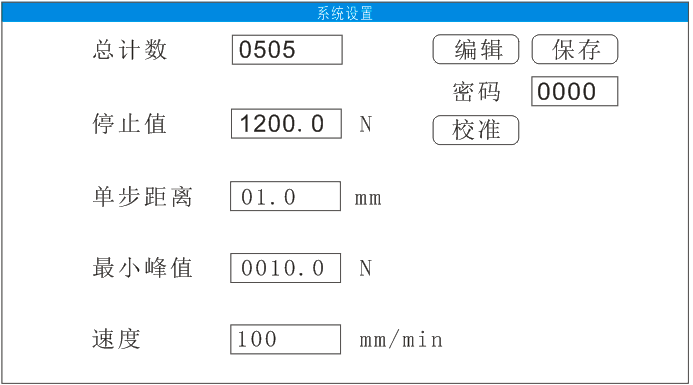 系统设置
总计数 0505 编辑 保存
密码 0000
停止值 1200.0 N 校准
单步距离 01.0 mm
最小峰值 0010.0 N
速度 100 mm/min